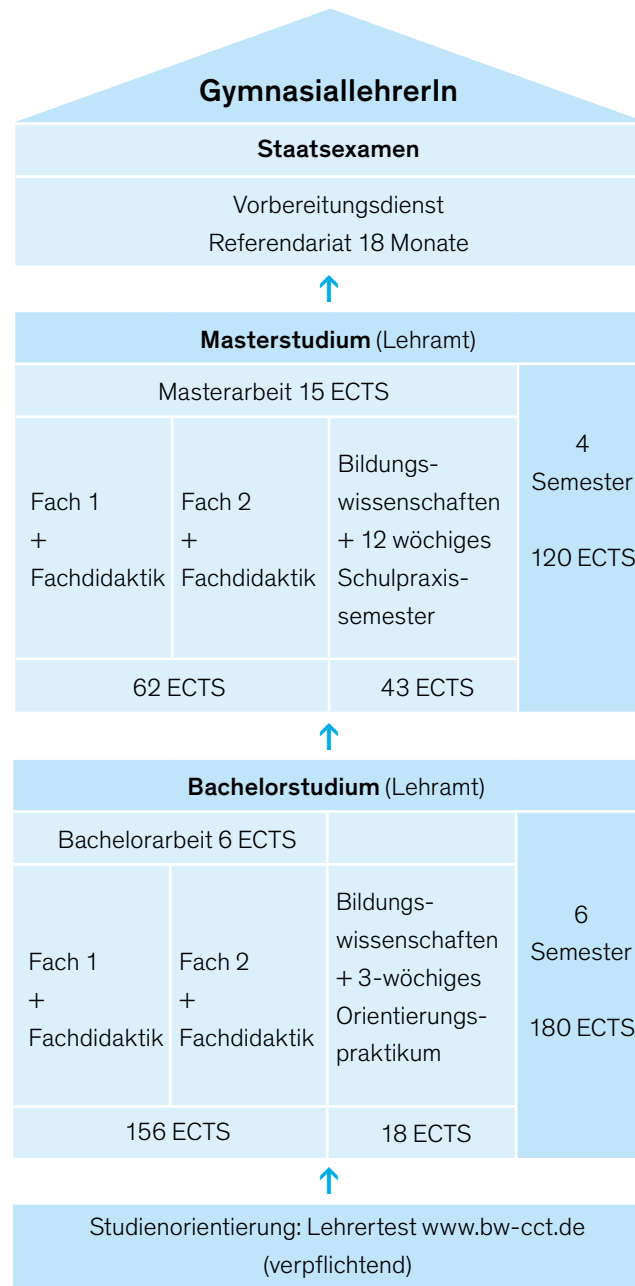 GymnasiallehrerIn
Staatsexamen
Vorbereitungsdienst
Referendariat 18 Monate
↑
Masterstudium (Lehramt)
Masterarbeit 15 ECTS
Fach 1
+
Fachdidaktik
Fach 2
+
Fachdidaktik
Bildungs-
wissenschaften
+ 12 wöchiges
Schulpraxis-
semester
62 ECTS
43 ECTS
4
Semester
120 ECTS
↑
Bachelorstudium (Lehramt)
Bachelorarbeit 6 ECTS
Fach 1
+
Fachdidaktik
Fach 2
+
Fachdidaktik
Bildungs-
wissenschaften
+ 3-wöchiges
Orientierungs-
praktikum
156 ECTS
18 ECTS
6
Semester
180 ECTS
↑
Studienorientierung: Lehrertest www.bw-cct.de
(verpflichtend)